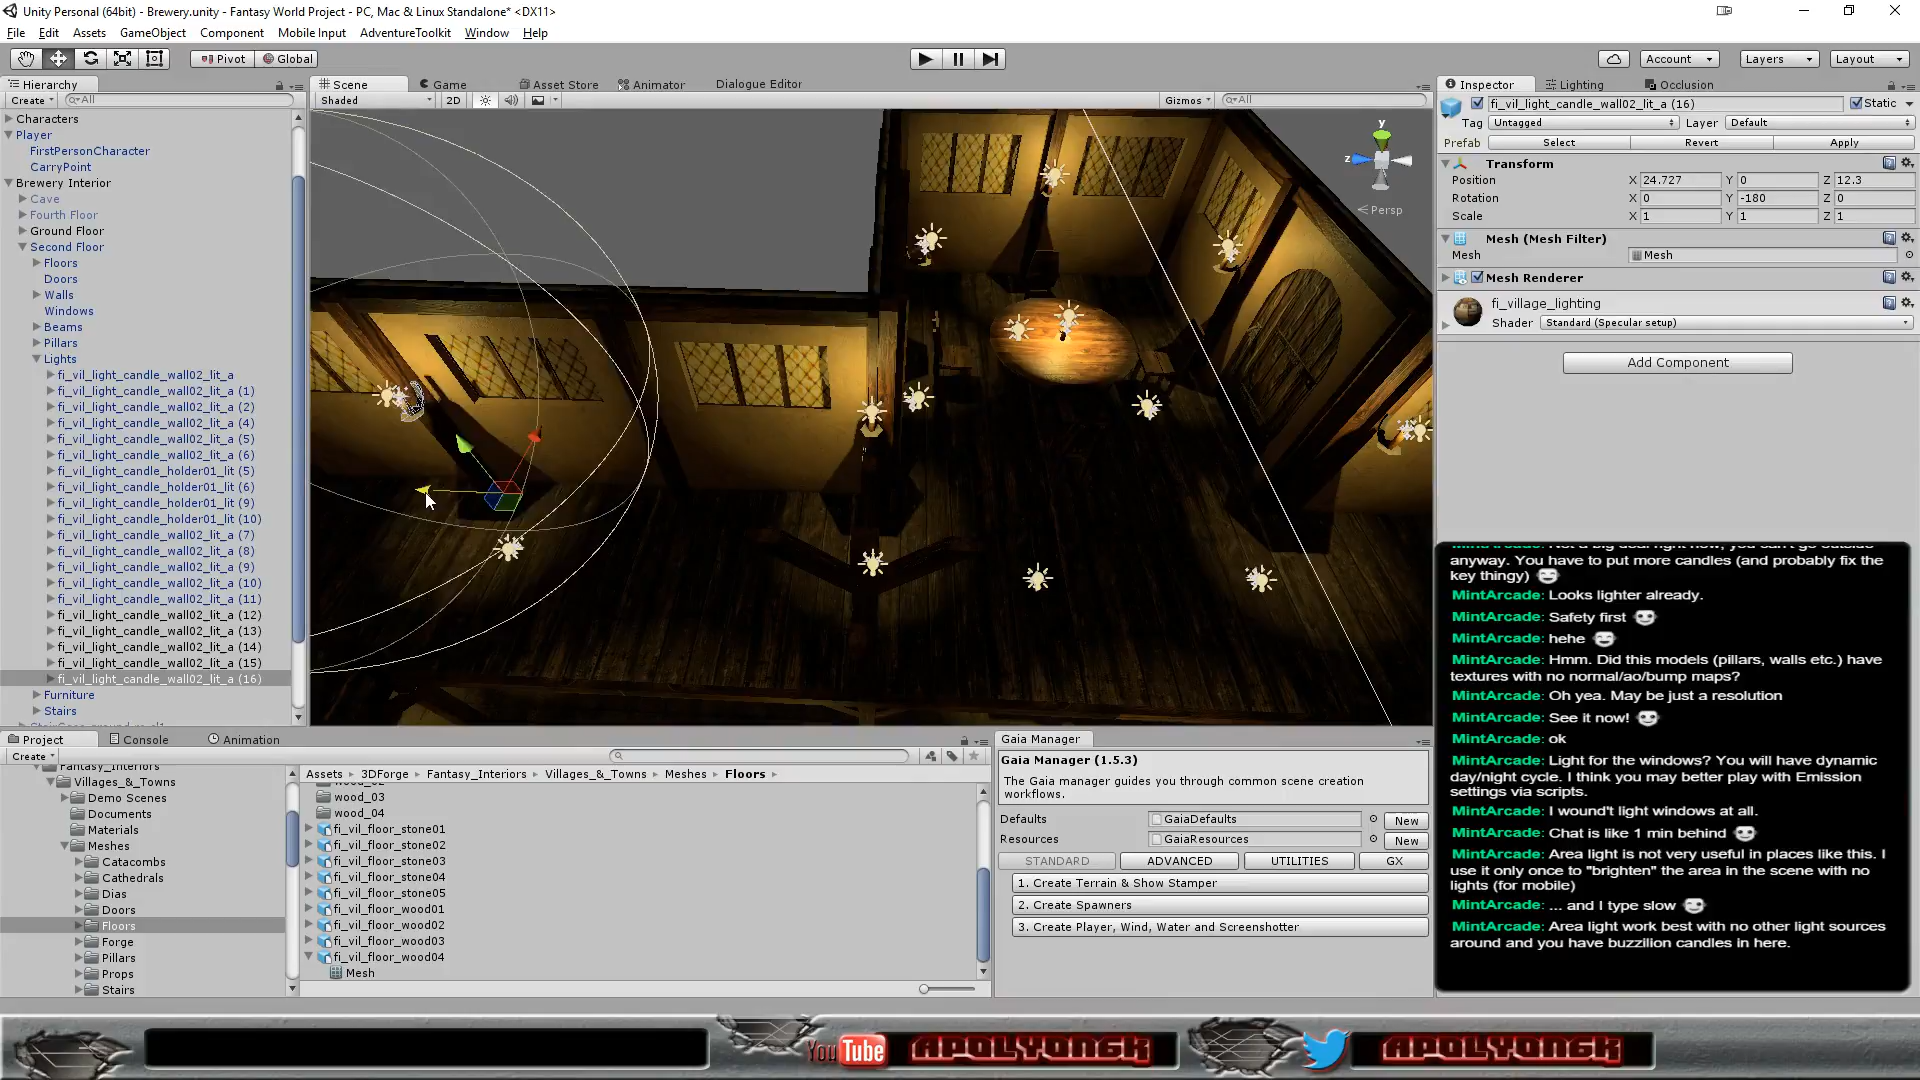 Unity Personal (64bit) - Brewery.unity - Fantasy World Project - PC, Mac & Linux Standalone* <DX11>
File Edit Assets GameObject Component Mobile Input AdventureToolkit Window Help
Pivot Global
Account Layers Layout
Hierarchy
Create All
Characters
Player
FirstPersonCharacter
CarryPoint
Brewery Interior
Cave
Fourth Floor
Ground Floor
Second Floor
Floors
Doors
Walls
Windows
Beams
Pillars
Lights
fi_vil_light_candle_wall02_lit_a
fi_vil_light_candle_wall02_lit_a (1)
fi_vil_light_candle_wall02_lit_a (2)
fi_vil_light_candle_wall02_lit_a (4)
fi_vil_light_candle_wall02_lit_a (5)
fi_vil_light_candle_wall02_lit_a (6)
fi_vil_light_candle_holder01_lit (5)
fi_vil_light_candle_holder01_lit (6)
fi_vil_light_candle_holder01_lit (9)
fi_vil_light_candle_holder01_lit (10)
fi_vil_light_candle_wall02_lit_a (7)
fi_vil_light_candle_wall02_lit_a (8)
fi_vil_light_candle_wall02_lit_a (9)
fi_vil_light_candle_wall02_lit_a (10)
fi_vil_light_candle_wall02_lit_a (11)
fi_vil_light_candle_wall02_lit_a (12)
fi_vil_light_candle_wall02_lit_a (13)
fi_vil_light_candle_wall02_lit_a (14)
fi_vil_light_candle_wall02_lit_a (15)
fi_vil_light_candle_wall02_lit_a (16)
Furniture
Stairs
Scene Game Asset Store Animator Dialogue Editor
Shaded 2D Gizmos All
y
z
Persp
Inspector Lighting Occlusion
fi_vil_light_candle_wall02_lit_a (16) Static
Tag Untagged Layer Default
Prefab Select Revert Apply
Transform
Position X 24.727 Y 0 Z 12.3
Rotation X 0 Y -180 Z 0
Scale X 1 Y 1 Z 1
Mesh (Mesh Filter)
Mesh Mesh
Mesh Renderer
fi_village_lighting
Shader Standard (Specular setup)
Add Component
MintArcade: Not a big deal right now, you can't go outside
anyway. You have to put more candles (and probably fix the
key thingy)
MintArcade: Looks lighter already.
MintArcade: Safety first
MintArcade: hehe
MintArcade: Hmm. Did this models (pillars, walls etc.) have
textures with no normal/ao/bump maps?
MintArcade: Oh yea. May be just a resolution
MintArcade: See it now!
MintArcade: ok
MintArcade: Light for the windows? You will have dynamic
day/night cycle. I think you may better play with Emission
settings via scripts.
MintArcade: I wound't light windows at all.
MintArcade: Chat is like 1 min behind
MintArcade: Area light is not very useful in places like this. I
use it only once to "brighten" the area in the scene with no
lights (for mobile)
MintArcade: ... and I type slow
MintArcade: Area light work best with no other light sources
around and you have buzzilion candles in here.
Project Console Animation
Create
Fantasy_Interiors
Villages_&_Towns
Demo Scenes
Documents
Materials
Meshes
Catacombs
Cathedrals
Dias
Doors
Floors
Forge
Pillars
Props
Stairs
Assets 3DForge Fantasy_Interiors Villages_&_Towns Meshes Floors
wood_03
wood_04
fi_vil_floor_stone01
fi_vil_floor_stone02
fi_vil_floor_stone03
fi_vil_floor_stone04
fi_vil_floor_stone05
fi_vil_floor_wood01
fi_vil_floor_wood02
fi_vil_floor_wood03
fi_vil_floor_wood04
Mesh
Gaia Manager
Gaia Manager (1.5.3)
The Gaia manager guides you through common scene creation
workflows.
Defaults GaiaDefaults New
Resources GaiaResources New
STANDARD ADVANCED UTILITIES GX
1. Create Terrain & Show Stamper
2. Create Spawners
3. Create Player, Wind, Water and Screenshotter
YouTube APOLYON6K APOLYON6K